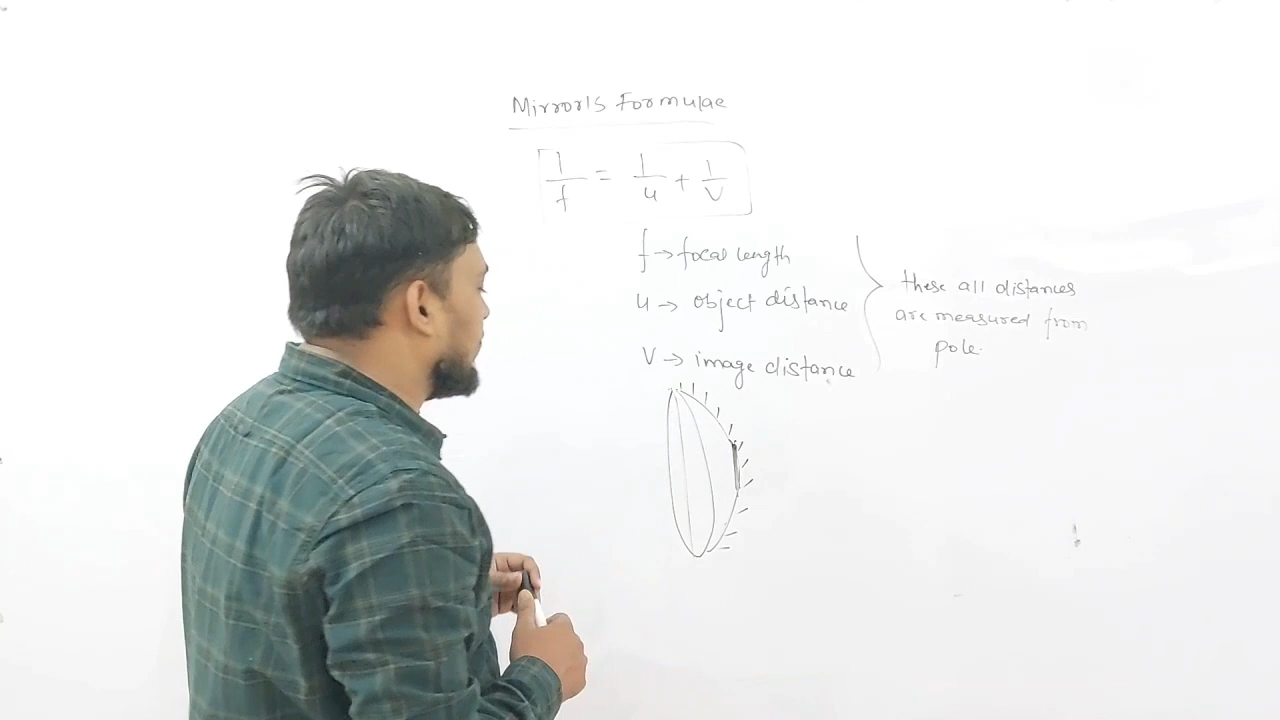 Mirror's Formulae
1/f = 1/u + 1/v
f → focal length
u → object distance
v → image distance
these all distances
are measured from
pole.